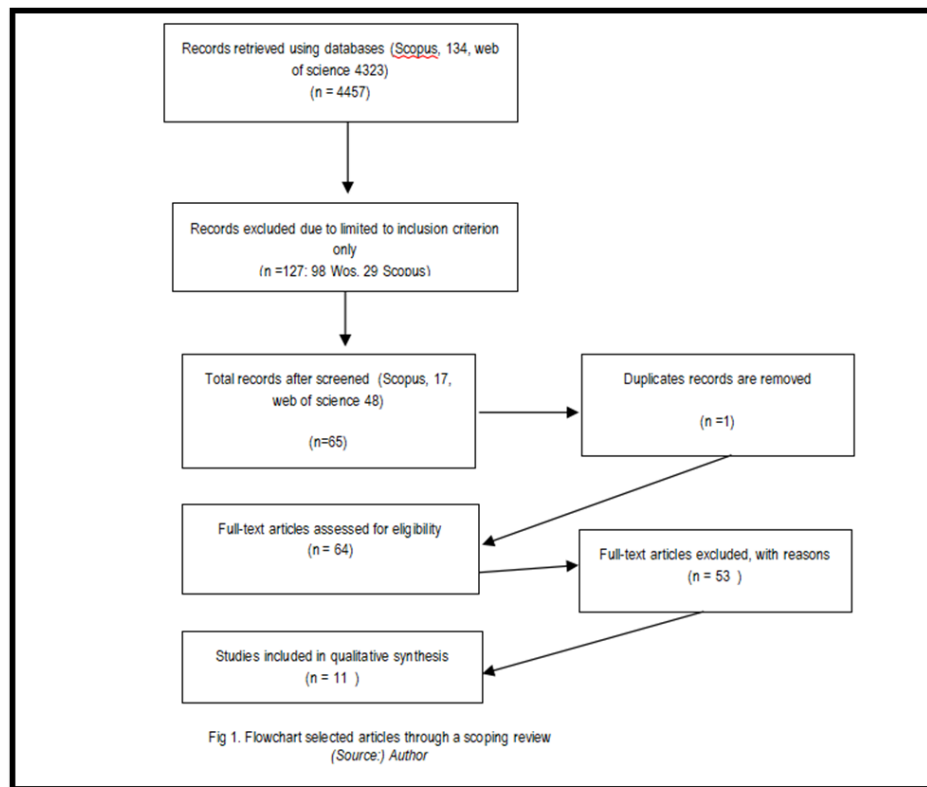 Records retrieved using databases (Scopus, 134, web
of science 4323)
(n = 4457)
Records excluded due to limited to inclusion criterion
only
(n =127: 98 Wos. 29 Scopus)
Total records after screened (Scopus, 17,
web of science 48)
(n=65)
Duplicates records are removed
(n =1)
Full-text articles assessed for eligibility
(n = 64)
Full-text articles excluded, with reasons
(n = 53 )
Studies included in qualitative synthesis
(n = 11 )
Fig 1. Flowchart selected articles through a scoping review
(Source:) Author